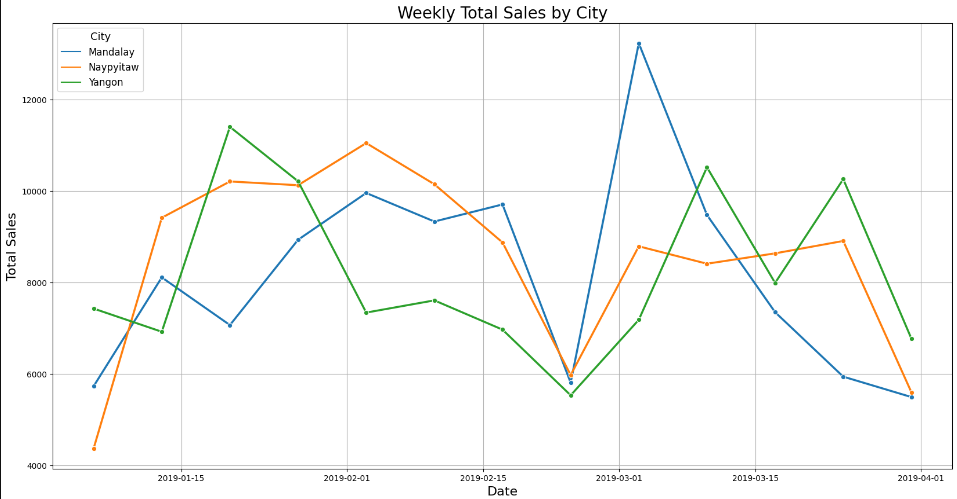 Weekly Total Sales by City
City
Mandalay
Naypyitaw
Yangon
12000
10000
8000
6000
4000
Total Sales
2019-01-15
2019-02-01
2019-02-15
2019-03-01
2019-03-15
2019-04-01
Date